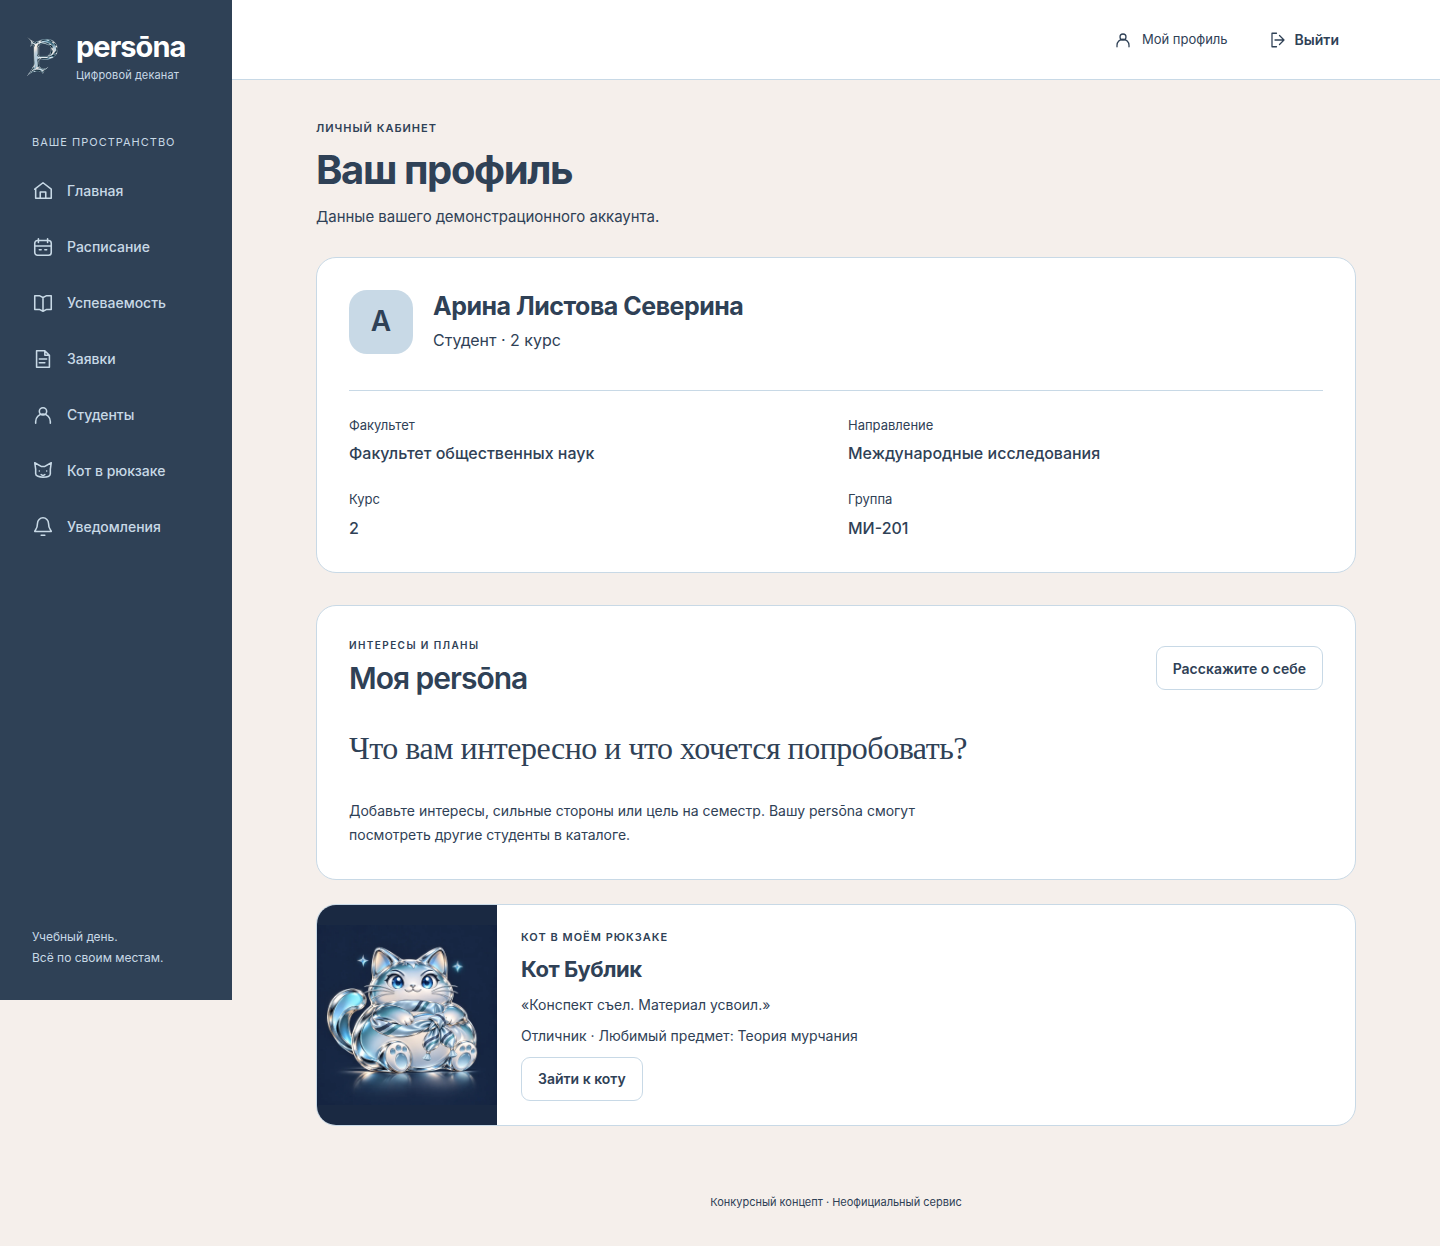 persōna
Цифровой деканат
ВАШЕ ПРОСТРАНСТВО
Главная
Расписание
Успеваемость
Заявки
Студенты
Кот в рюкзаке
Уведомления
Учебный день.
Всё по своим местам.
Мой профиль
Выйти
ЛИЧНЫЙ КАБИНЕТ
Ваш профиль
Данные вашего демонстрационного аккаунта.
А
Арина Листова Северина
Студент · 2 курс
Факультет
Факультет общественных наук
Направление
Международные исследования
Курс
2
Группа
МИ-201
ИНТЕРЕСЫ И ПЛАНЫ
Моя persōna
Расскажите о себе
Что вам интересно и что хочется попробовать?
Добавьте интересы, сильные стороны или цель на семестр. Вашу persōna смогут
посмотреть другие студенты в каталоге.
КОТ В МОЁМ РЮКЗАКЕ
Кот Бублик
«Конспект съел. Материал усвоил.»
Отличник · Любимый предмет: Теория мурчания
Зайти к коту
Конкурсный концепт · Неофициальный сервис